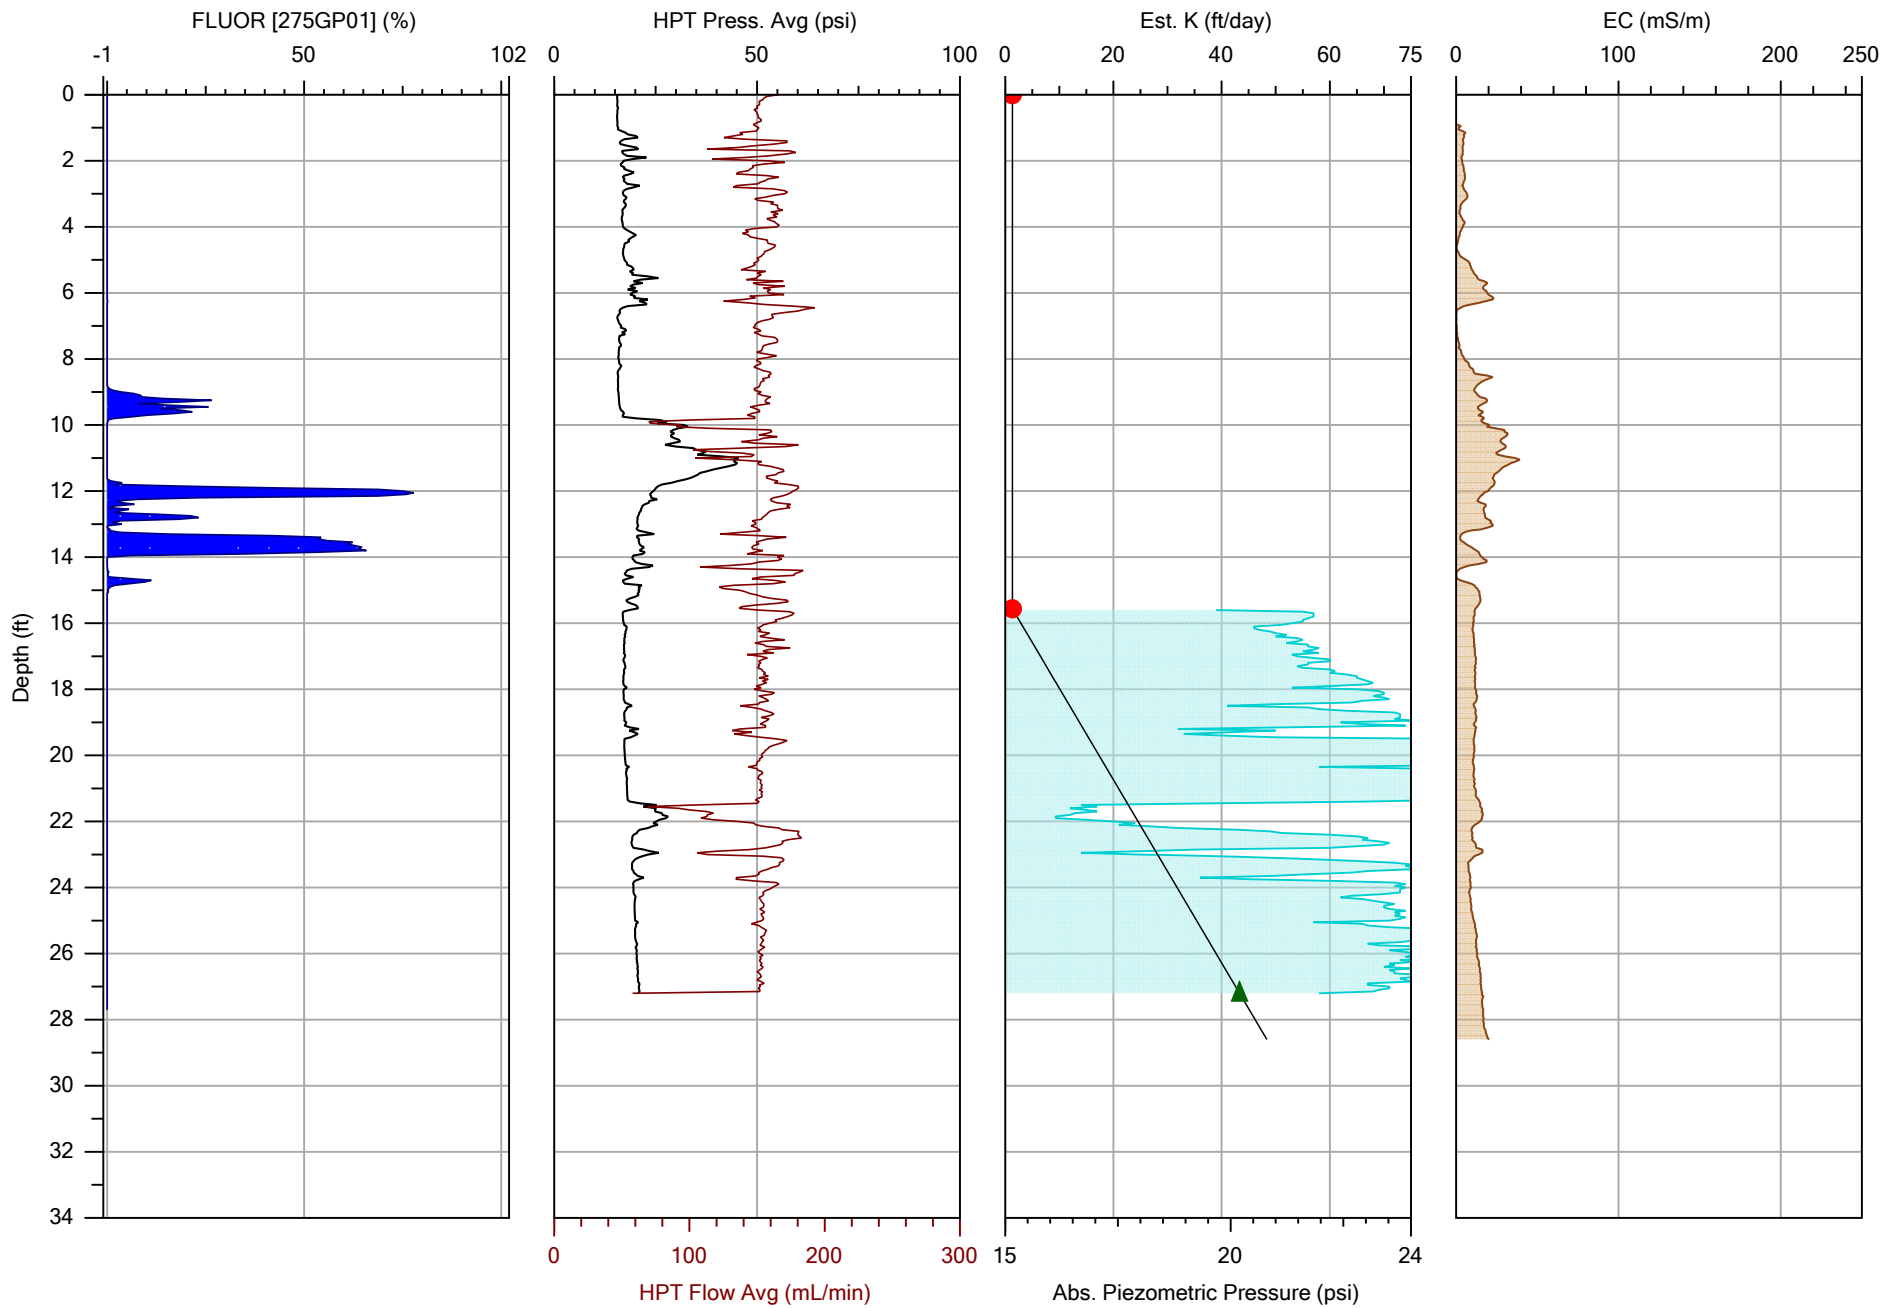 FLUOR [275GP01] (%)
HPT Press. Avg (psi)
Est. K (ft/day)
EC (mS/m)
-1 50 102
0 50 100
0 20 40 60 75
0 100 200 250
Depth (ft)
0
2
4
6
8
10
12
14
16
18
20
22
24
26
28
30
32
34
0 100 200 300
15 20 24
HPT Flow Avg (mL/min)
Abs. Piezometric Pressure (psi)